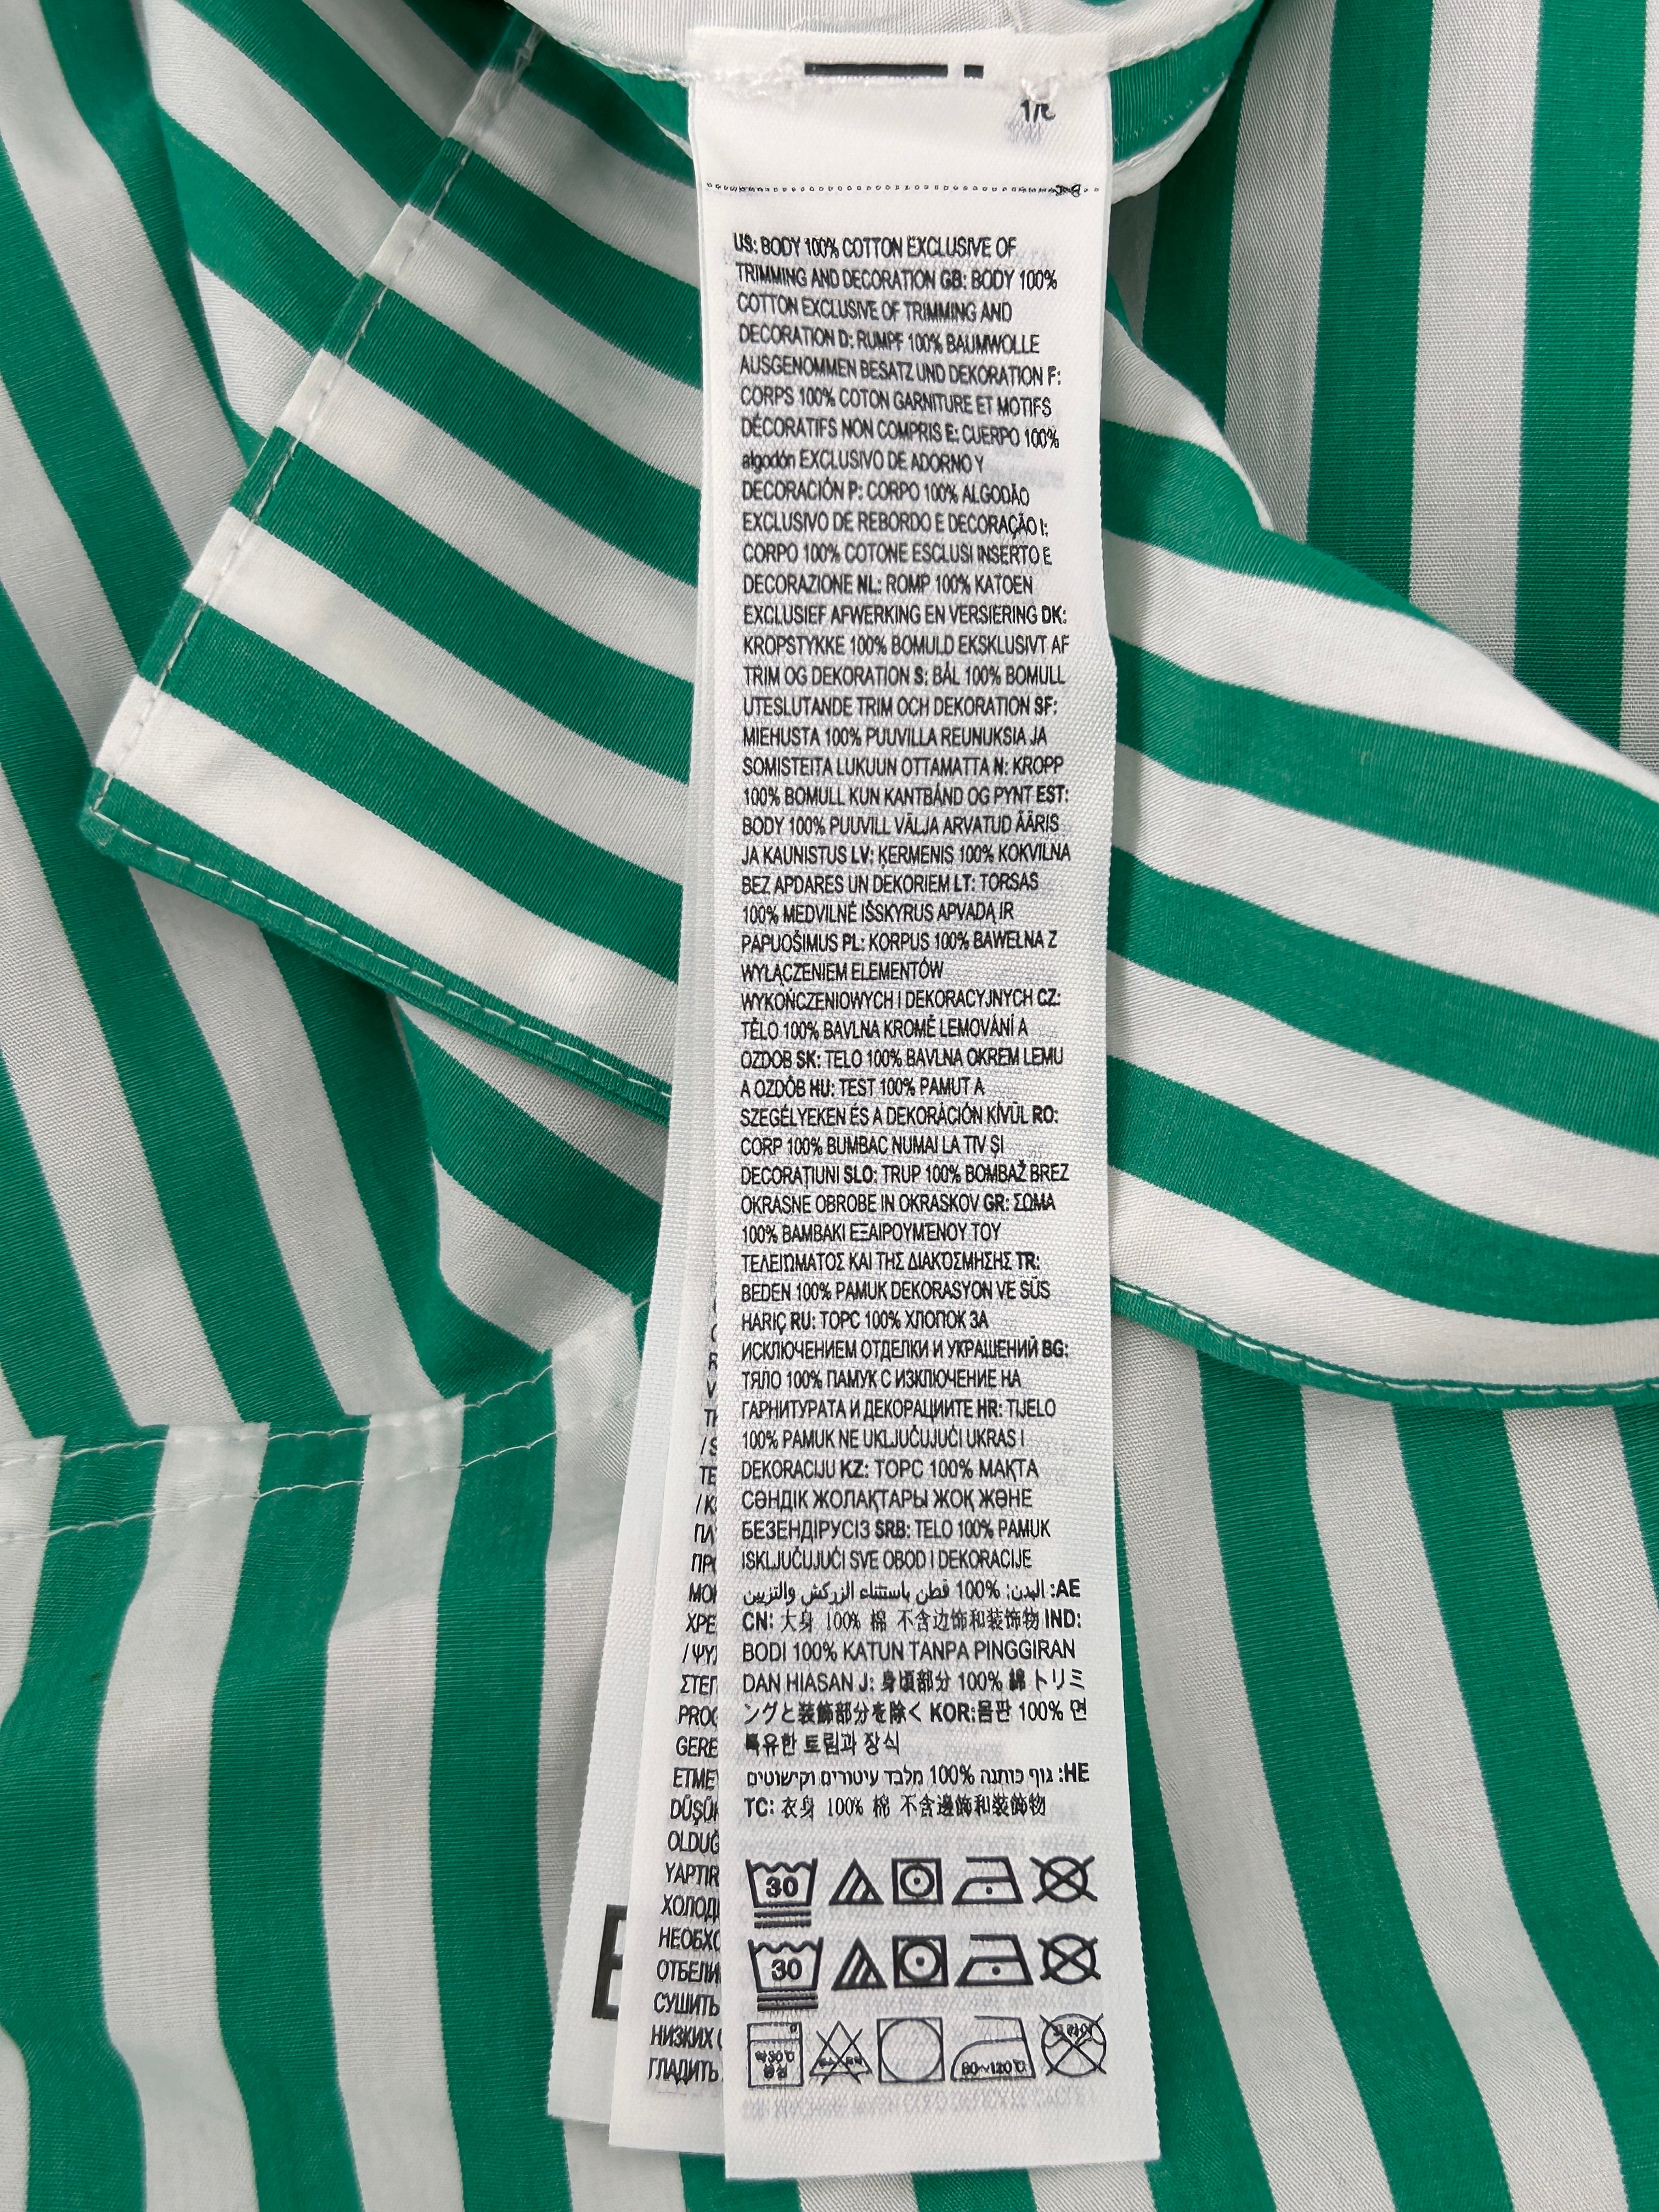 US: BODY 100% COTTON EXCLUSIVE OF
TRIMMING AND DECORATION GB: BODY 100%
COTTON EXCLUSIVE OF TRIMMING AND
DECORATION D: RUMPF 100% BAUMWOLLE
AUSGENOMMEN BESATZ UND DEKORATION F:
CORPS 100% COTON GARNITURE ET MOTIFS
DÉCORATIFS NON COMPRIS E: CUERPO 100%
algodón EXCLUSIVO DE ADORNO Y
DECORACIÓN P: CORPO 100% ALGODÃO
EXCLUSIVO DE REBORDO E DECORAÇÃO I:
CORPO 100% COTONE ESCLUSI INSERTO E
DECORAZIONE NL: ROMP 100% KATOEN
EXCLUSIEF AFWERKING EN VERSIERING DK:
KROPSTYKKE 100% BOMULD EKSKLUSIVT AF
TRIM OG DEKORATION S: BÅL 100% BOMULL
UTESLUTANDE TRIM OCH DEKORATION SF:
MIEHUSTA 100% PUUVILLA REUNUKSIA JA
SOMISTEITA LUKUUN OTTAMATTA N: KROPP
100% BOMULL KUN KANTBÅND OG PYNT EST:
BODY 100% PUUVILL VÄLJA ARVATUD ÄÄRIS
JA KAUNISTUS LV: ĶERMENIS 100% KOKVILNA
BEZ APDARES UN DEKORIEM LT: TORSAS
100% MEDVILNĖ IŠSKYRUS APVADĄ IR
PAPUOŠIMUS PL: KORPUS 100% BAWEŁNA Z
WYŁĄCZENIEM ELEMENTÓW
WYKOŃCZENIOWYCH I DEKORACYJNYCH CZ:
TĚLO 100% BAVLNA KROMĚ LEMOVÁNÍ A
OZDOB SK: TELO 100% BAVLNA OKREM LEMU
A OZDÔB HU: TEST 100% PAMUT A
SZEGÉLYEKEN ÉS A DEKORÁCIÓN KÍVÜL RO:
CORP 100% BUMBAC NUMAI LA TIV ȘI
DECORAȚIUNI SLO: TRUP 100% BOMBAŽ BREZ
OKRASNE OBROBE IN OKRASKOV GR: ΣΩΜΑ
100% ΒΑΜΒΑΚΙ ΕΞΑΙΡΟΥΜΈΝΟΥ ΤΟΥ
ΤΕΛΕΙΏΜΑΤΟΣ ΚΑΙ ΤΗΣ ΔΙΑΚΌΣΜΗΣΗΣ TR:
BEDEN 100% PAMUK DEKORASYON VE SÜS
HARIÇ RU: ТОРС 100% ХЛОПОК ЗА
ИСКЛЮЧЕНИЕМ ОТДЕЛКИ И УКРАШЕНИЙ BG:
ТЯЛО 100% ПАМУК С ИЗКЛЮЧЕНИЕ НА
ГАРНИТУРАТА И ДЕКОРАЦИИТЕ HR: TIJELO
100% PAMUK NE UKLJUČUJUĆI UKRAS I
DEKORACIJU KZ: ТОРС 100% МАҚТА
СӘНДІК ЖОЛАҚТАРЫ ЖОҚ ЖӘНЕ
БЕЗЕНДІРУСІЗ SRB: TELO 100% PAMUK
ISKLJUČUJUĆI SVE OBOD I DEKORACIJE
AE: البدن: 100% قطن باستثناء الزركش والتزيين
CN: 大身 100% 棉 不含边饰和装饰物 IND:
BODI 100% KATUN TANPA PINGGIRAN
DAN HIASAN J: 身頃部分 100% 綿 トリミ
ングと装飾部分を除く KOR:몸판 100% 면
특유한 트림과 장식
HE: גוף כותנה 100% מלבד עיטורים וקישוטים
TC: 衣身 100% 棉 不含邊飾和裝飾物
30
30
80~120℃
ETME
OLDUĞ
YAPTIR
СУШИТЬ
НИЗКИХ
ГЛАДИТЬ